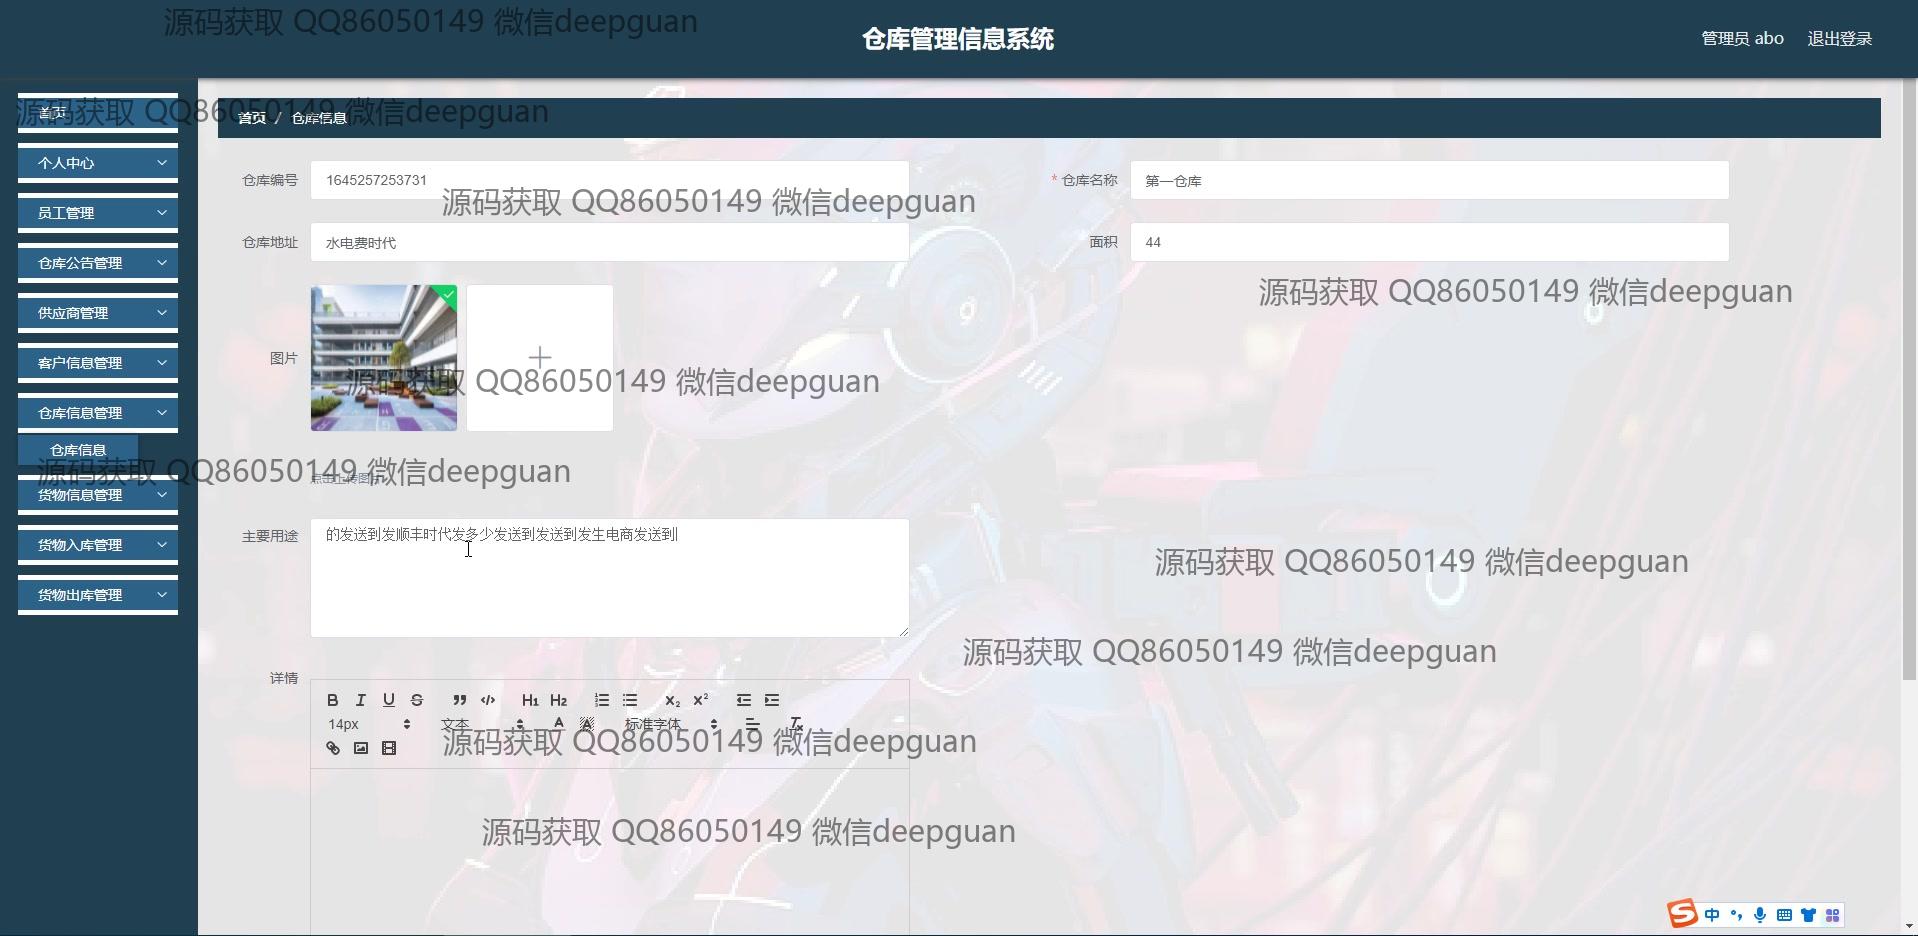 源码获取 QQ86050149 微信deepguan
仓库管理信息系统
管理员 abo
退出登录
首页
源码获取 QQ86050149 微信deepguan
首页 / 仓库信息
个人中心
员工管理
仓库公告管理
供应商管理
客户信息管理
仓库信息管理
仓库信息
货物信息管理
货物入库管理
货物出库管理
仓库编号
1645257253731
* 仓库名称
第一仓库
源码获取 QQ86050149 微信deepguan
仓库地址
水电费时代
面积
44
源码获取 QQ86050149 微信deepguan
图片
源码获取 QQ86050149 微信deepguan
源码获取 QQ86050149 微信deepguan
点击上传图片
主要用途
的发送到发顺丰时代发多少发送到发送到发生电商发送到
源码获取 QQ86050149 微信deepguan
源码获取 QQ86050149 微信deepguan
详情
B I U S ” </> H1 H2 x₂ x²
14px 文本 A A 标准字体
源码获取 QQ86050149 微信deepguan
源码获取 QQ86050149 微信deepguan
S 中